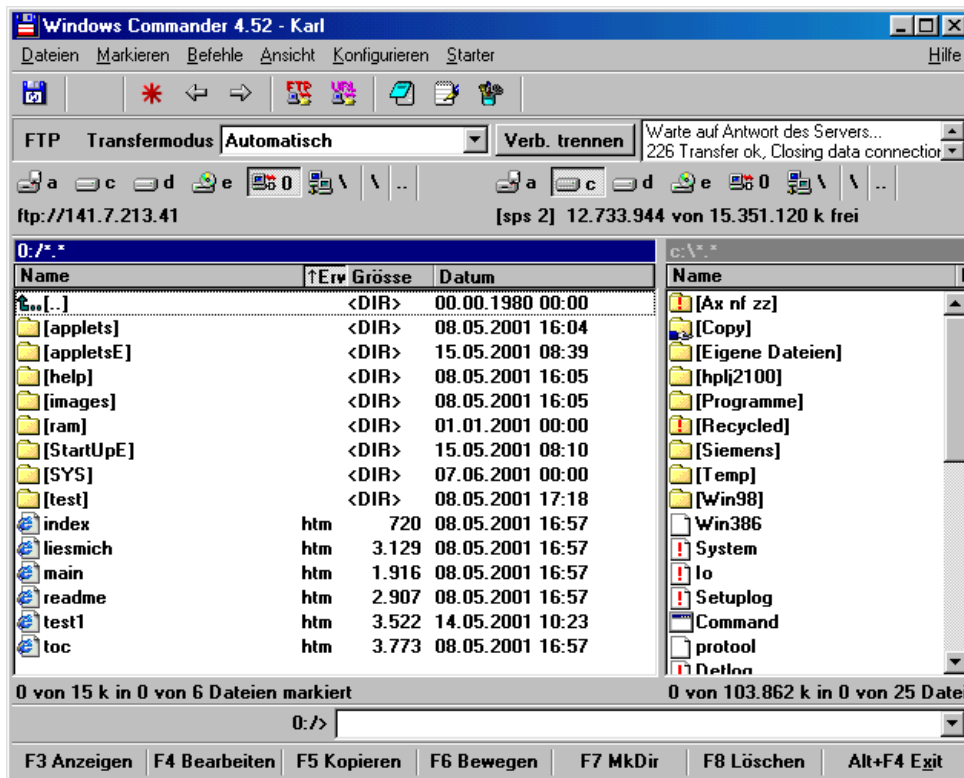 Windows Commander 4.52 - Karl
Dateien Markieren Befehle Ansicht Konfigurieren Starter Hilfe
FTP URL
FTP Transfermodus Automatisch Verb. trennen Warte auf Antwort des Servers...
226 Transfer ok, Closing data connection
a c d e 0 \ \ .. a c d e 0 \ \ ..
ftp://141.7.213.41 [sps 2] 12.733.944 von 15.351.120 k frei
0:/*.* c:\*.*
Name ↑Erw Grösse Datum Name
[..] <DIR> 00.00.1980 00:00 [Ax nf zz]
[applets] <DIR> 08.05.2001 16:04 [Copy]
[appletsE] <DIR> 15.05.2001 08:39 [Eigene Dateien]
[help] <DIR> 08.05.2001 16:05 [hplj2100]
[images] <DIR> 08.05.2001 16:05 [Programme]
[ram] <DIR> 01.01.2001 00:00 [Recycled]
[StartUpE] <DIR> 15.05.2001 08:10 [Siemens]
[SYS] <DIR> 07.06.2001 00:00 [Temp]
[test] <DIR> 08.05.2001 17:18 [Win98]
index htm 720 08.05.2001 16:57 Win386
liesmich htm 3.129 08.05.2001 16:57 System
main htm 1.916 08.05.2001 16:57 Io
readme htm 2.907 08.05.2001 16:57 Setuplog
test1 htm 3.522 14.05.2001 10:23 Command
toc htm 3.773 08.05.2001 16:57 protool
Detlog
0 von 15 k in 0 von 6 Dateien markiert 0 von 103.862 k in 0 von 25 Datei
0:/>
F3 Anzeigen F4 Bearbeiten F5 Kopieren F6 Bewegen F7 MkDir F8 Löschen Alt+F4 Exit